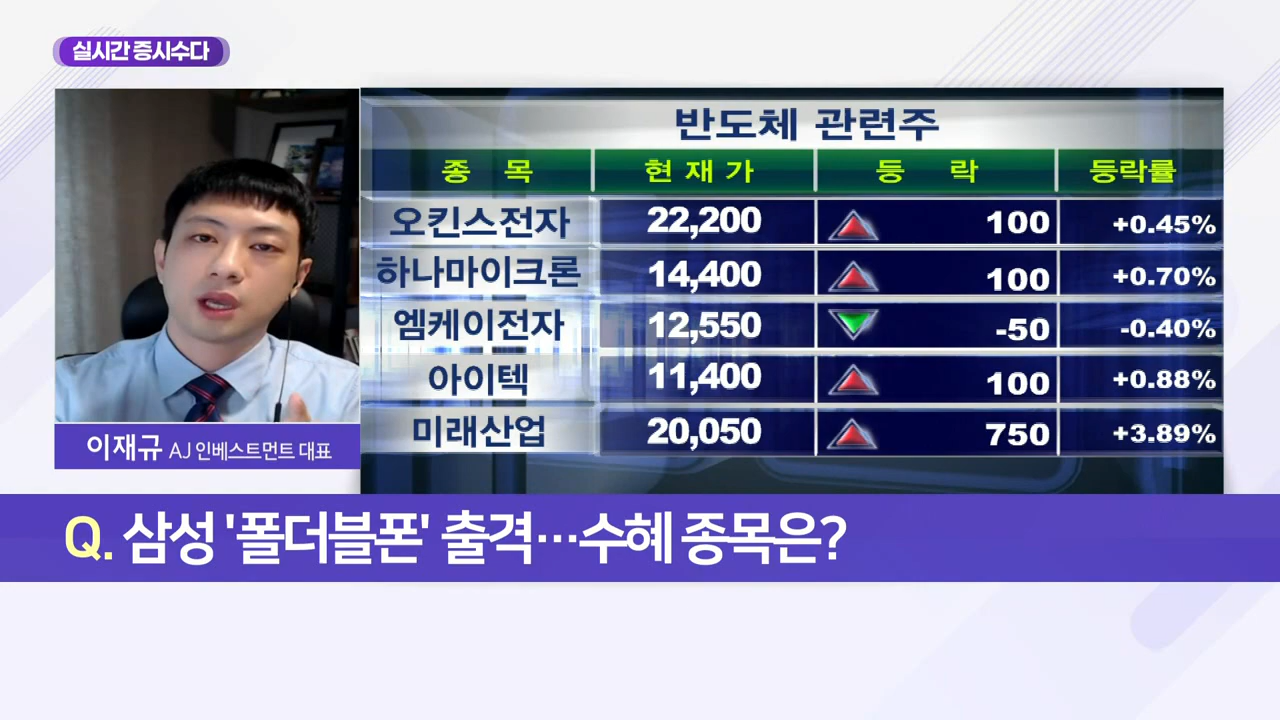 실시간 증시수다
반도체 관련주
종 목 현 재 가 등 락 등락률
오킨스전자 22,200 ▲ 100 +0.45%
하나마이크론 14,400 ▲ 100 +0.70%
엠케이전자 12,550 ▼ -50 -0.40%
아이텍 11,400 ▲ 100 +0.88%
미래산업 20,050 ▲ 750 +3.89%
이재규 AJ 인베스트먼트 대표
Q. 삼성 '폴더블폰' 출격…수혜 종목은?